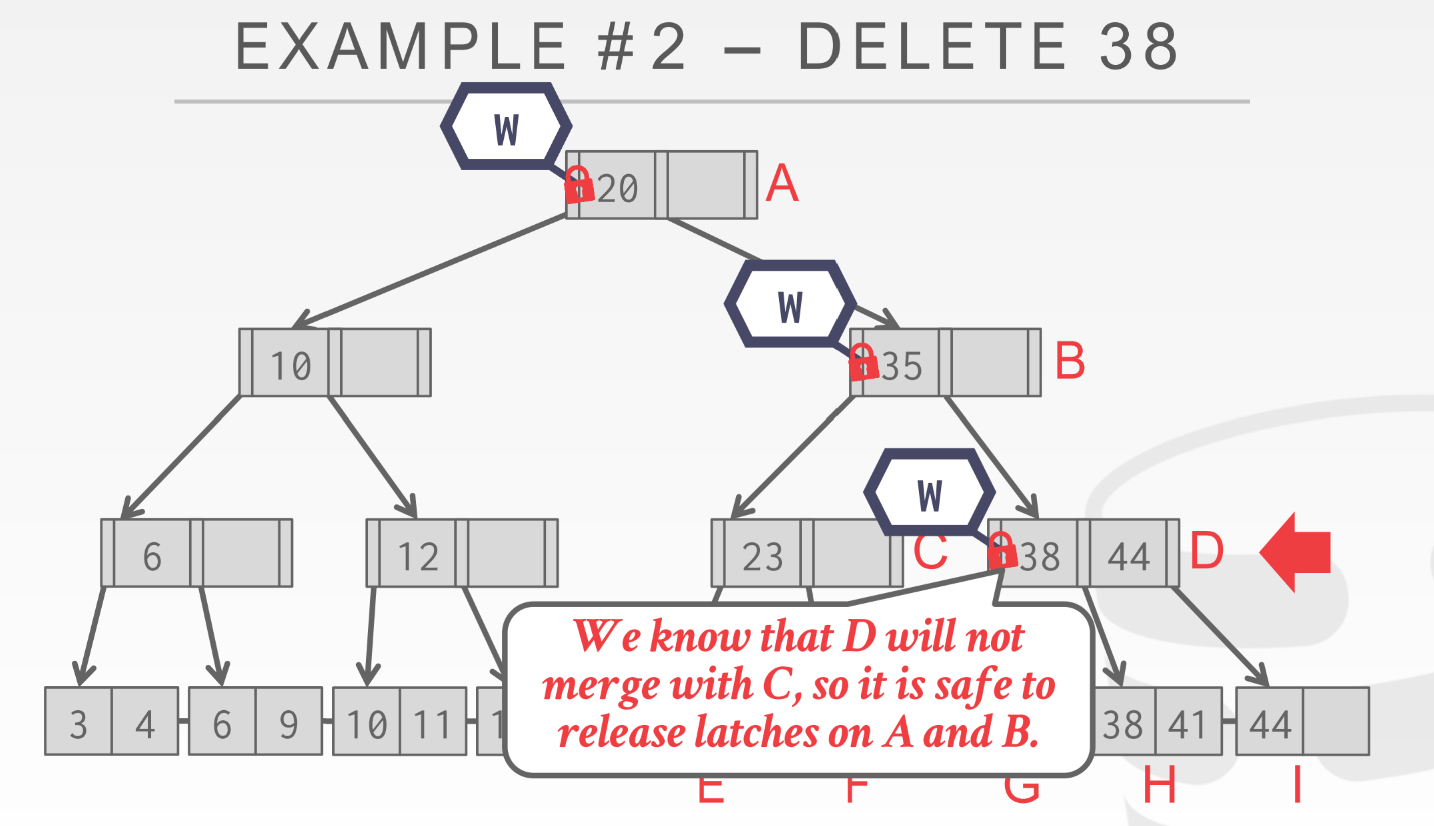 EXAMPLE #2 – DELETE 38
W
20
A
W
10
35
B
W
6
12
23
C
38 44
D
We know that D will not
merge with C, so it is safe to
release latches on A and B.
3 4
6 9
10 11
38 41
44
E
F
G
H
I